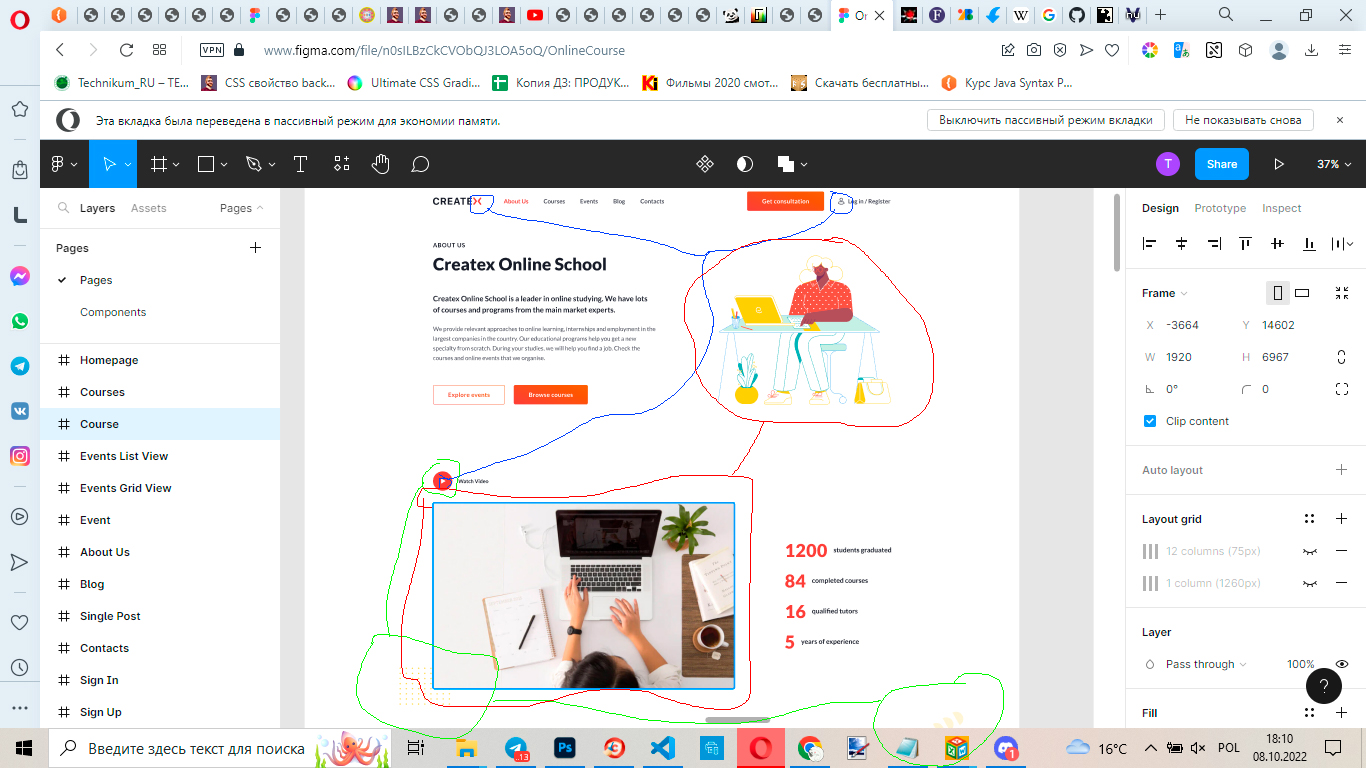 On
VPN
www.figma.com/file/n0sILBzCkCVObQJ3LOA5oQ/OnlineCourse
Technikum_RU – TE...
CSS свойство back...
Ultimate CSS Gradi...
Копия ДЗ: ПРОДУК...
Фильмы 2020 смот...
Скачать бесплатны...
Курс Java Syntax P...
Эта вкладка была переведена в пассивный режим для экономии памяти.
Выключить пассивный режим вкладки
Не показывать снова
T
Share
37%
Layers
Assets
Pages
Pages
Pages
Components
Homepage
Courses
Course
Events List View
Events Grid View
Event
About Us
Blog
Single Post
Contacts
Sign In
Sign Up
CREATEX
About Us
Courses
Events
Blog
Contacts
Get consultation
Log in / Register
ABOUT US
Createx Online School
Createx Online School is a leader in online studying. We have lots
of courses and programs from the main market experts.
We provide relevant approaches to online learning, internships and employment in the
largest companies in the country. Our educational programs help you get a new
specialty from scratch. During your studies, we will help you find a job. Check the
courses and online events that we organise.
Explore events
Browse courses
Watch Video
1200 students graduated
84 completed courses
16 qualified tutors
5 years of experience
Design
Prototype
Inspect
Frame
X -3664
Y 14602
W 1920
H 6967
0°
0
Clip content
Auto layout
Layout grid
12 columns (75px)
1 column (1260px)
Layer
Pass through
100%
?
Fill
Введите здесь текст для поиска
13
1
16°C
POL
18:10
08.10.2022